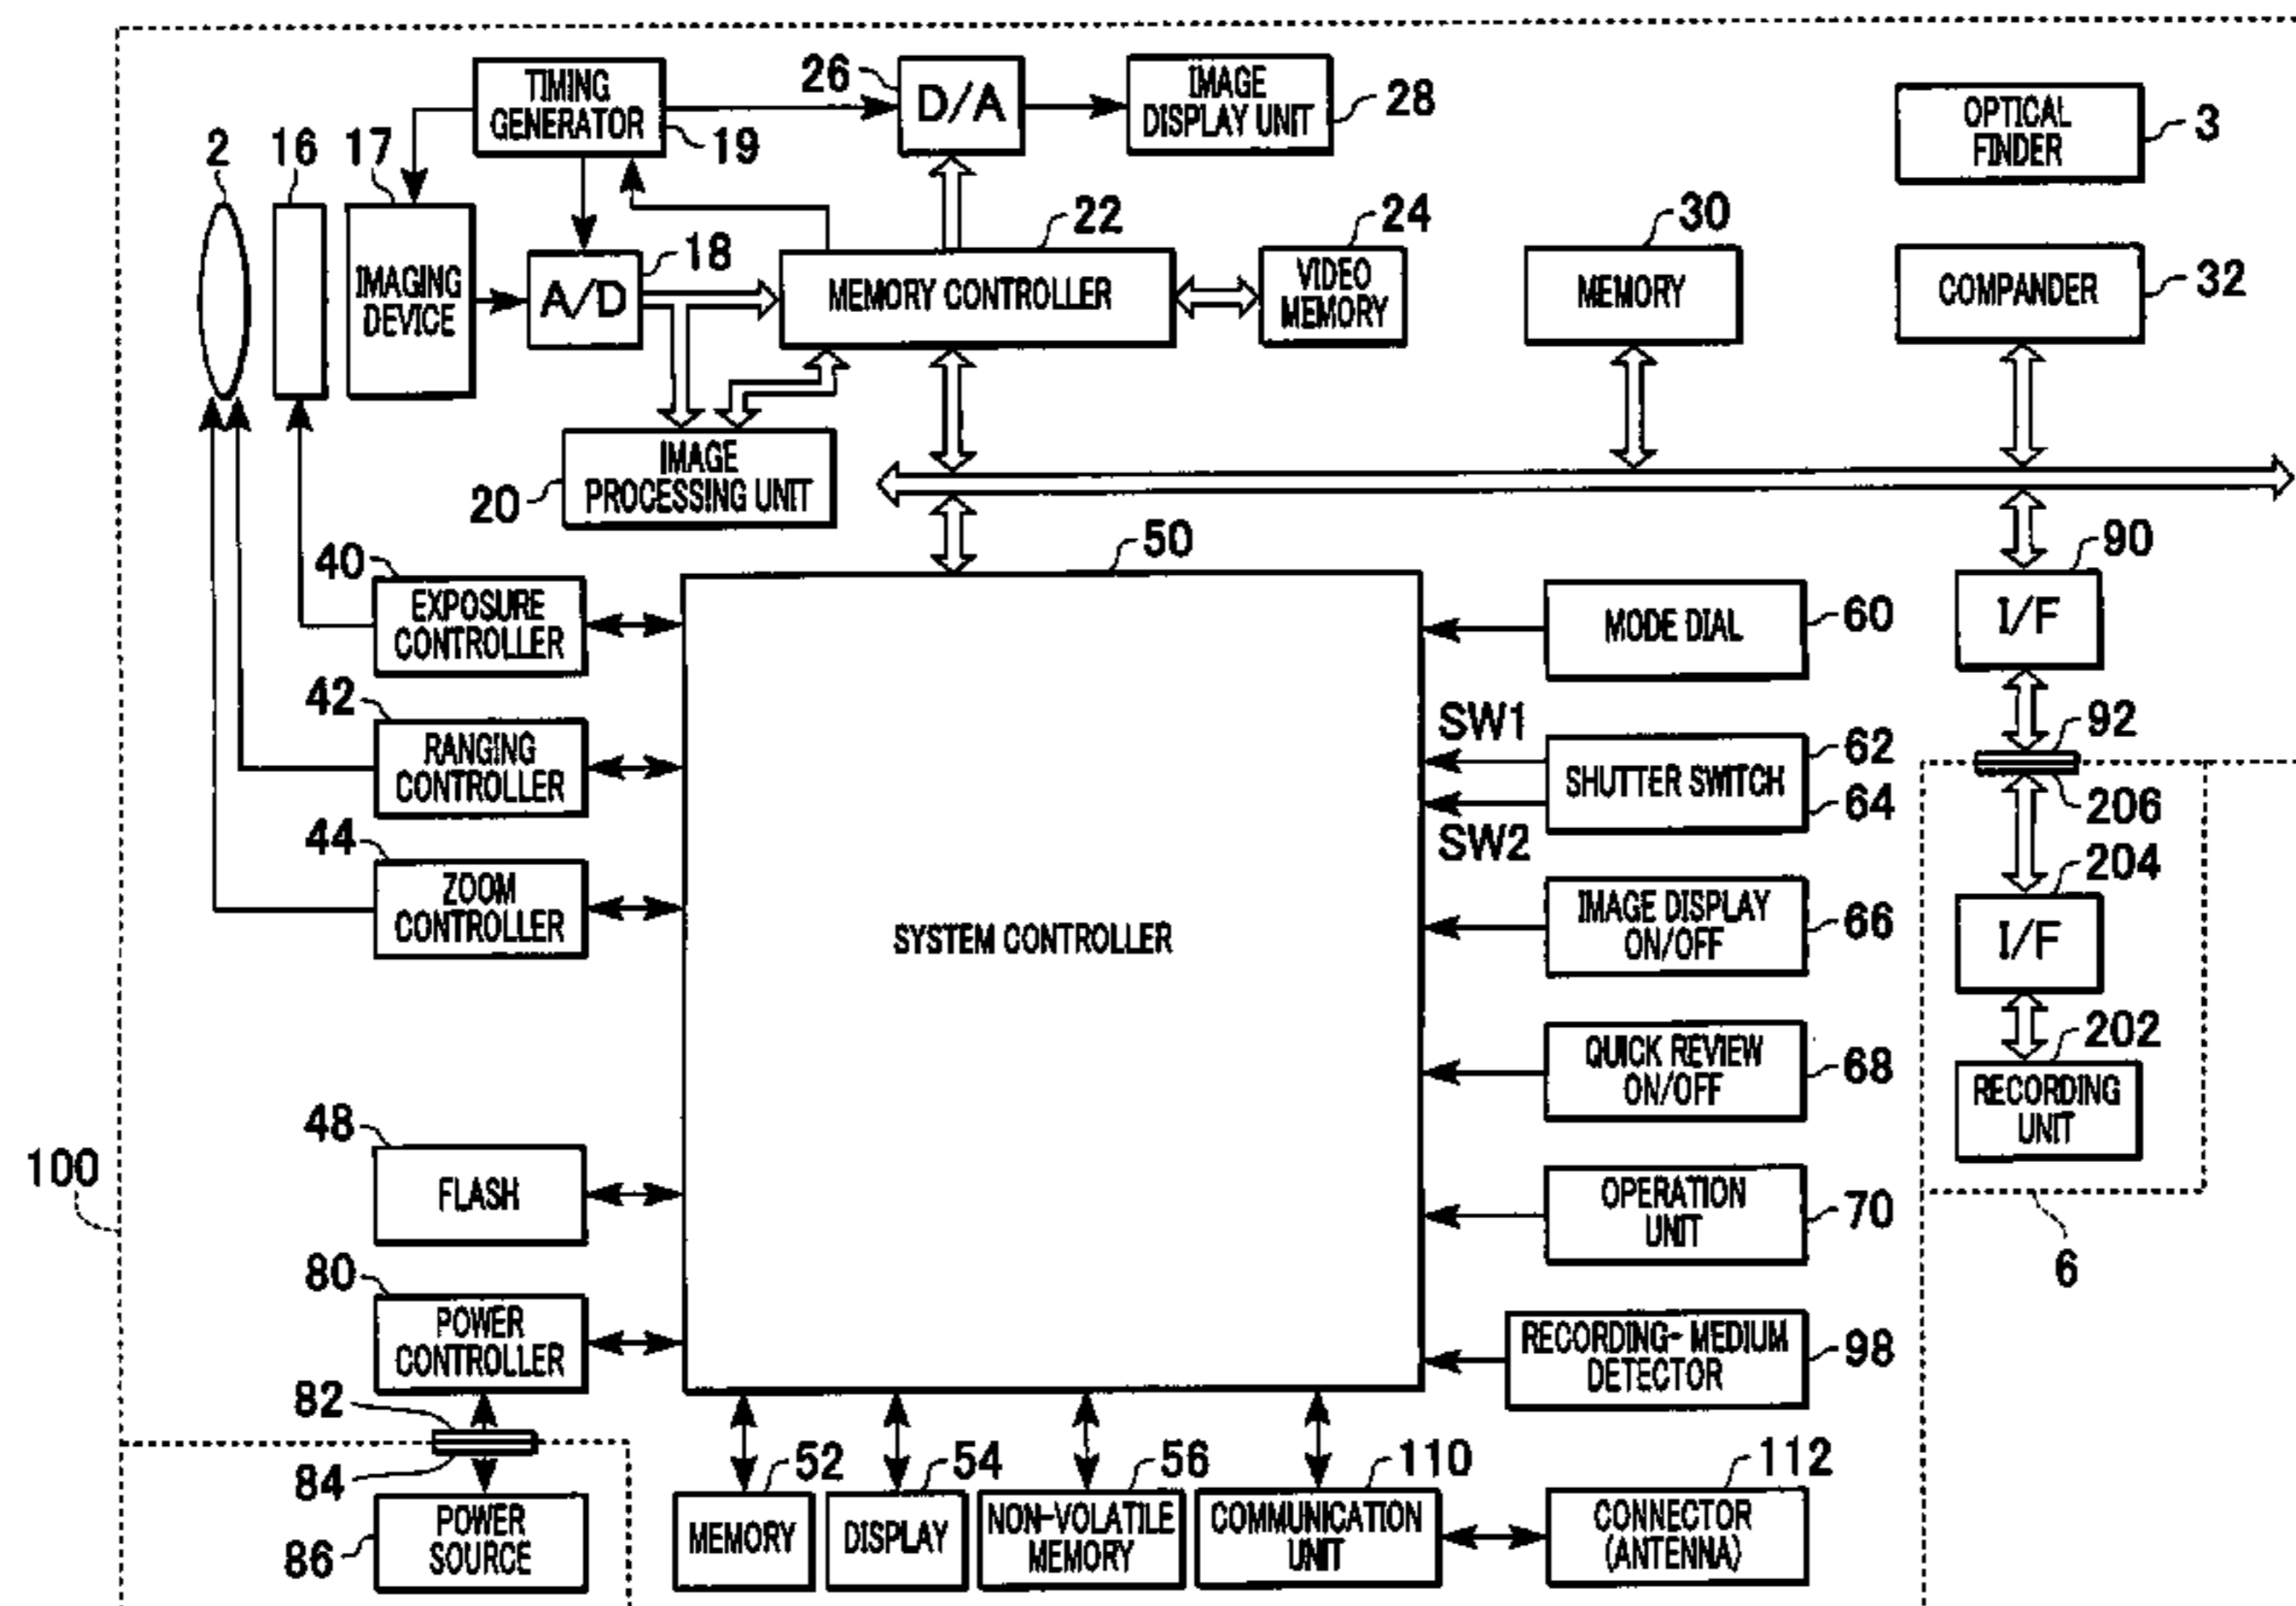 TIMING
GENERATOR
19
26
D/A
IMAGE
DISPLAY UNIT
28
OPTICAL
FINDER
3
2
16
17
IMAGING
DEVICE
18
A/D
22
MEMORY CONTROLLER
24
VIDEO
MEMORY
30
MEMORY
COMPANDER
32
IMAGE
PROCESSING UNIT
20
50
SYSTEM CONTROLLER
40
EXPOSURE
CONTROLLER
42
RANGING
CONTROLLER
44
ZOOM
CONTROLLER
48
FLASH
100
80
POWER
CONTROLLER
82
84
POWER
SOURCE
86
MODE DIAL
60
SW1
SHUTTER SWITCH
62
64
SW2
IMAGE DISPLAY
ON/OFF
66
QUICK REVIEW
ON/OFF
68
OPERATION
UNIT
70
RECORDING-MEDIUM
DETECTOR
98
90
I/F
92
206
204
I/F
202
RECORDING
UNIT
6
52
MEMORY
54
DISPLAY
56
NON-VOLATILE
MEMORY
110
COMMUNICATION
UNIT
112
CONNECTOR
(ANTENNA)